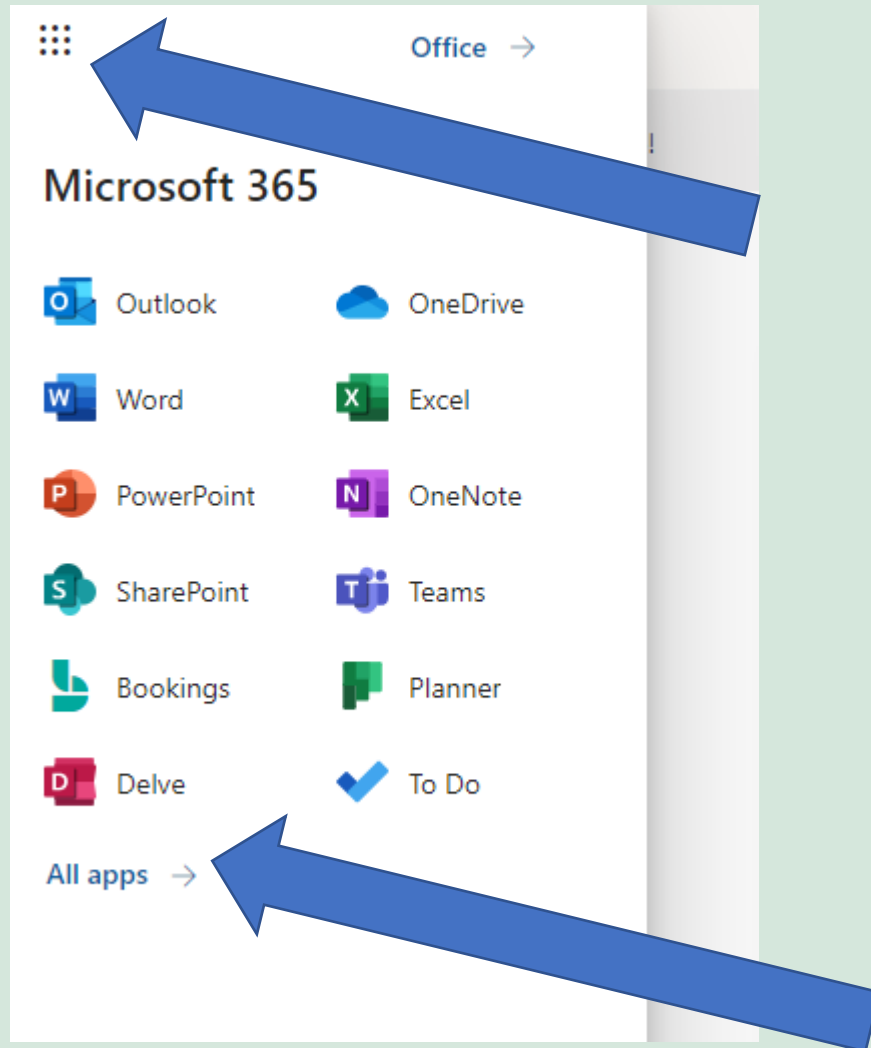 Office →
!
Microsoft 365
Outlook OneDrive
Word Excel
PowerPoint OneNote
SharePoint Teams
Bookings Planner
Delve To Do
All apps →